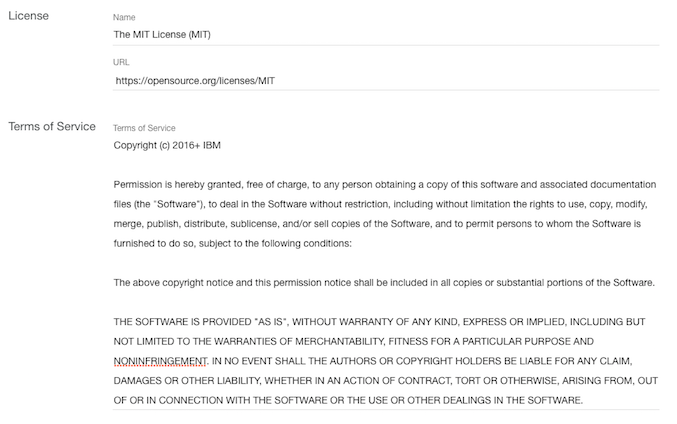 License
Name
The MIT License (MIT)
URL
https://opensource.org/licenses/MIT
Terms of Service
Terms of Service
Copyright (c) 2016+ IBM
Permission is hereby granted, free of charge, to any person obtaining a copy of this software and associated documentation
files (the "Software"), to deal in the Software without restriction, including without limitation the rights to use, copy, modify,
merge, publish, distribute, sublicense, and/or sell copies of the Software, and to permit persons to whom the Software is
furnished to do so, subject to the following conditions:
The above copyright notice and this permission notice shall be included in all copies or substantial portions of the Software.
THE SOFTWARE IS PROVIDED "AS IS", WITHOUT WARRANTY OF ANY KIND, EXPRESS OR IMPLIED, INCLUDING BUT
NOT LIMITED TO THE WARRANTIES OF MERCHANTABILITY, FITNESS FOR A PARTICULAR PURPOSE AND
NONINFRINGEMENT. IN NO EVENT SHALL THE AUTHORS OR COPYRIGHT HOLDERS BE LIABLE FOR ANY CLAIM,
DAMAGES OR OTHER LIABILITY, WHETHER IN AN ACTION OF CONTRACT, TORT OR OTHERWISE, ARISING FROM, OUT
OF OR IN CONNECTION WITH THE SOFTWARE OR THE USE OR OTHER DEALINGS IN THE SOFTWARE.